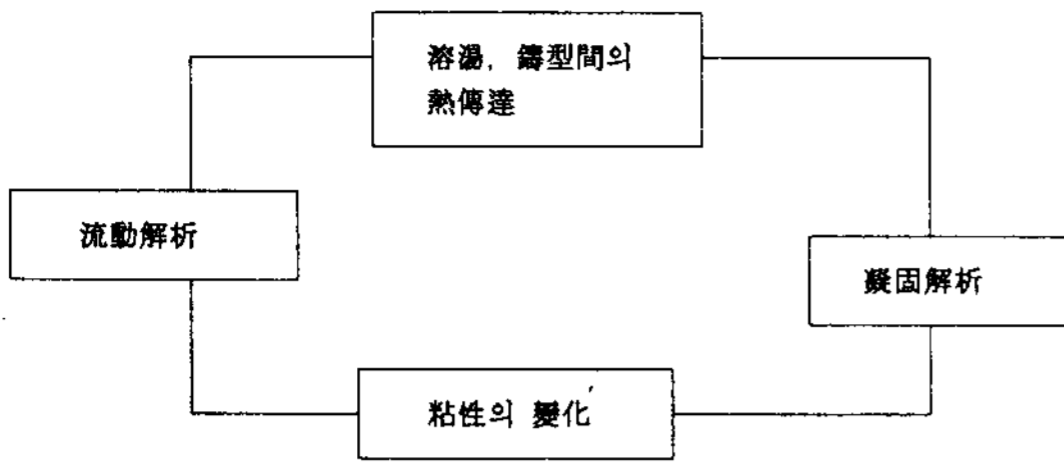 溶湯, 鑄型間의
熱傳達
流動解析
凝固解析
粘性의 變化